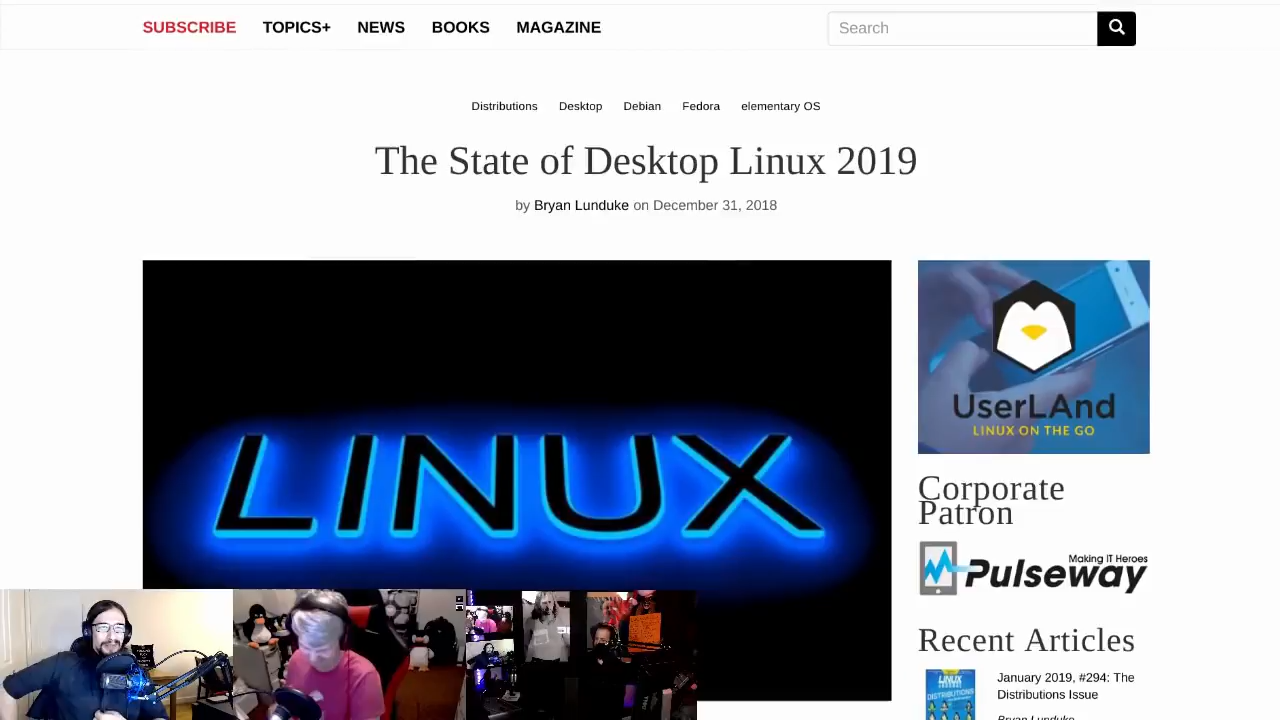 SUBSCRIBE TOPICS+ NEWS BOOKS MAGAZINE Search
Distributions Desktop Debian Fedora elementary OS
The State of Desktop Linux 2019
by Bryan Lunduke on December 31, 2018
LINUX
UserLAnd
LINUX ON THE GO
Corporate
Patron
Making IT Heroes
Pulseway
Recent Articles
January 2019, #294: The
Distributions Issue
Bryan Lunduke
LINUX
DISTRIBUTIONS